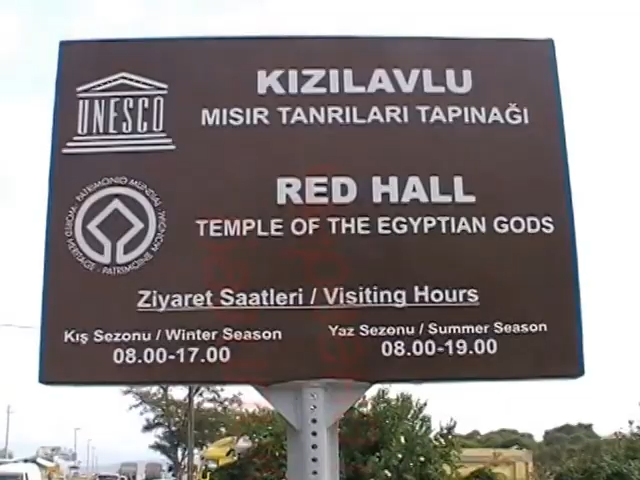 UNESCO
KIZILAVLU
MISIR TANRILARI TAPINAĞI
WORLD HERITAGE · PATRIMOINE MONDIAL · PATRIMONIO MUNDIAL
RED HALL
TEMPLE OF THE EGYPTIAN GODS
Ziyaret Saatleri / Visiting Hours
Kış Sezonu / Winter Season
08.00-17.00
Yaz Sezonu / Summer Season
08.00-19.00